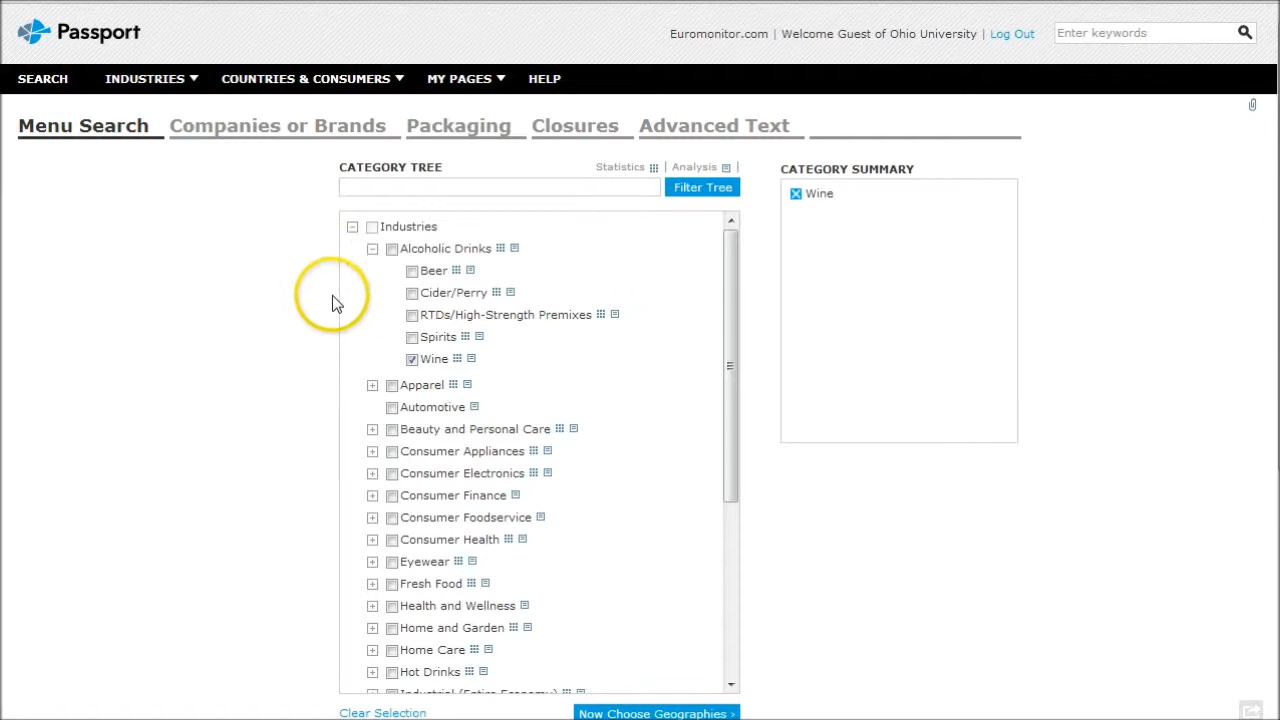 Passport
Euromonitor.com | Welcome Guest of Ohio University | Log Out
Enter keywords
SEARCH INDUSTRIES COUNTRIES & CONSUMERS MY PAGES HELP
Menu Search Companies or Brands Packaging Closures Advanced Text
CATEGORY TREE Statistics | Analysis |
Filter Tree
CATEGORY SUMMARY
Wine
Industries
Alcoholic Drinks
Beer
Cider/Perry
RTDs/High-Strength Premixes
Spirits
Wine
Apparel
Automotive
Beauty and Personal Care
Consumer Appliances
Consumer Electronics
Consumer Finance
Consumer Foodservice
Consumer Health
Eyewear
Fresh Food
Health and Wellness
Home and Garden
Home Care
Hot Drinks
Industrial (Entire Economy)
Clear Selection
Now Choose Geographies ›